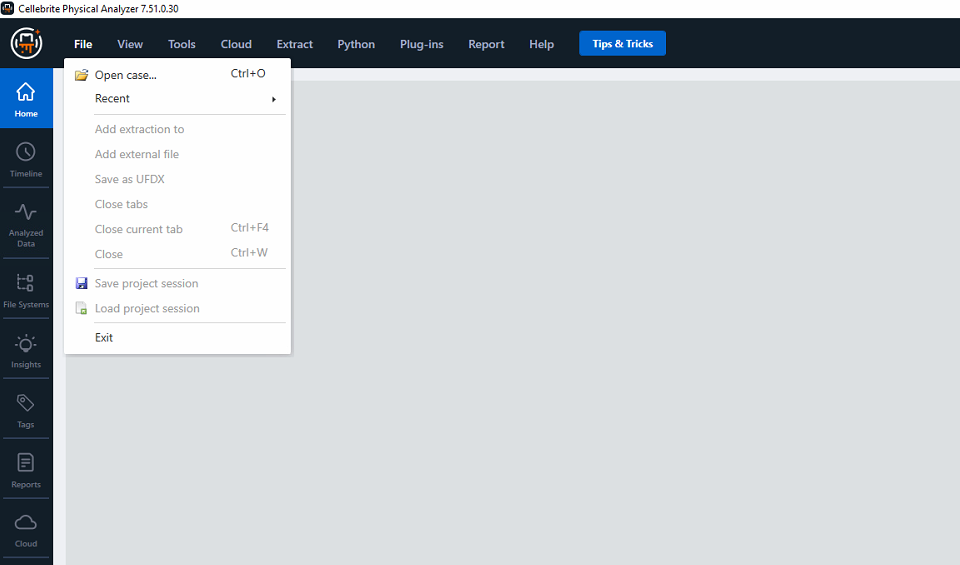 Cellebrite Physical Analyzer 7.51.0.30
File View Tools Cloud Extract Python Plug-ins Report Help Tips & Tricks
Open case... Ctrl+O
Recent
Add extraction to
Add external file
Save as UFDX
Close tabs
Close current tab Ctrl+F4
Close Ctrl+W
Save project session
Load project session
Exit
Home
Timeline
Analyzed
Data
File Systems
Insights
Tags
Reports
Cloud